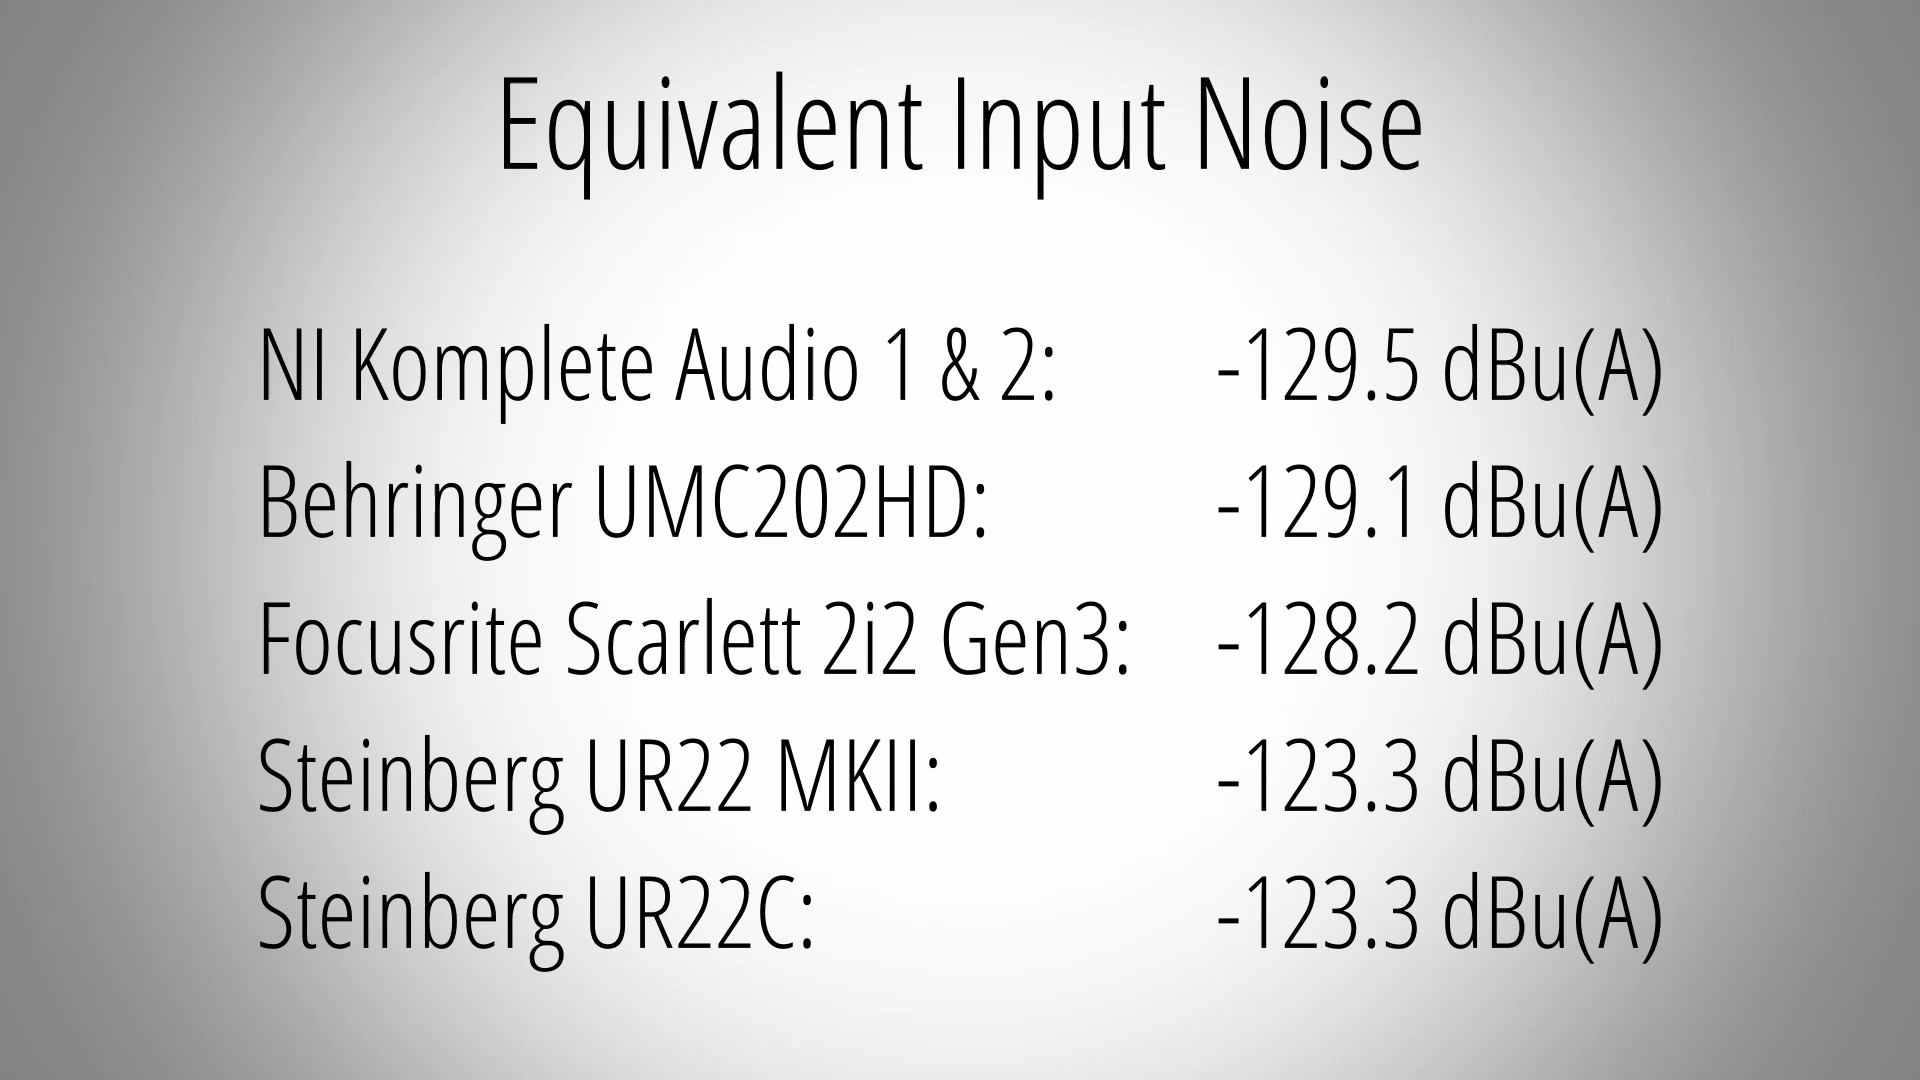 Equivalent Input Noise
NI Komplete Audio 1 & 2: -129.5 dBu(A)
Behringer UMC202HD: -129.1 dBu(A)
Focusrite Scarlett 2i2 Gen3: -128.2 dBu(A)
Steinberg UR22 MKII: -123.3 dBu(A)
Steinberg UR22C: -123.3 dBu(A)